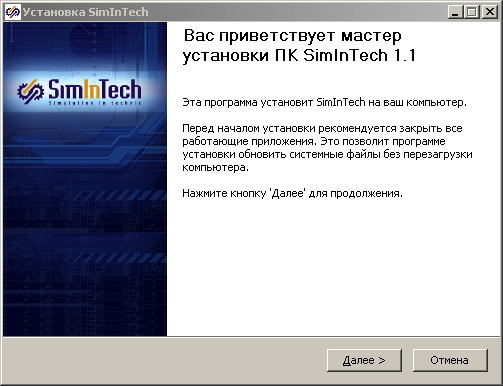 Установка SimInTech
SimInTech
Simulation in technic
Вас приветствует мастер
установки ПК SimInTech 1.1
Эта программа установит SimInTech на ваш компьютер.
Перед началом установки рекомендуется закрыть все
работающие приложения. Это позволит программе
установки обновить системные файлы без перезагрузки
компьютера.
Нажмите кнопку 'Далее' для продолжения.
Далее >
Отмена